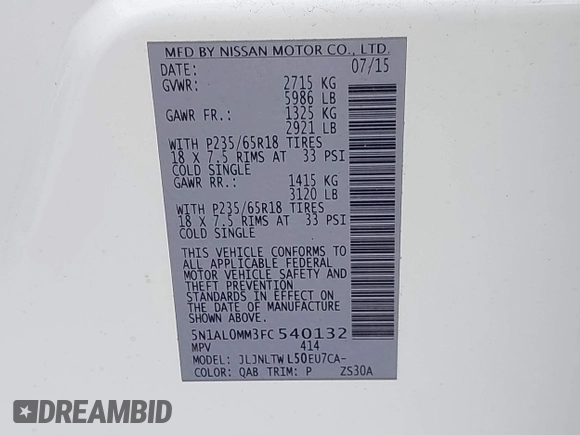 MFD BY NISSAN MOTOR CO., LTD.
DATE: 07/15
GVWR: 2715 KG
5986 LB
GAWR FR.: 1325 KG
2921 LB
WITH P235/65R18 TIRES
18 X 7.5 RIMS AT 33 PSI
COLD SINGLE
GAWR RR.: 1415 KG
3120 LB
WITH P235/65R18 TIRES
18 X 7.5 RIMS AT 33 PSI
COLD SINGLE
THIS VEHICLE CONFORMS TO
ALL APPLICABLE FEDERAL
MOTOR VEHICLE SAFETY AND
THEFT PREVENTION
STANDARDS IN EFFECT ON THE
DATE OF MFR. SHOWN ABOVE.
5N1AL0MM3FC540132
MPV 414
MODEL: JLJNLTWL50EU7CA-
COLOR: QAB TRIM: P ZS30A
DREAMBID